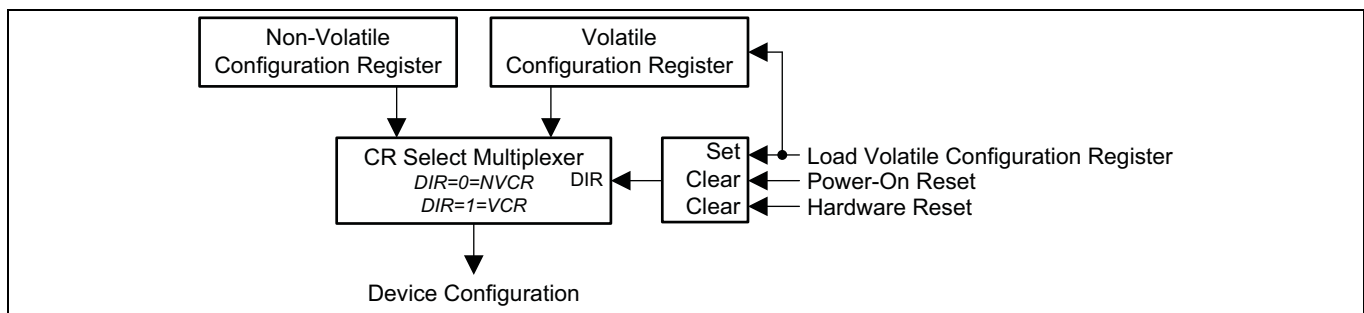 Non-Volatile
Configuration Register
Volatile
Configuration Register
CR Select Multiplexer
DIR=0=NVCR
DIR=1=VCR
DIR
Set
Clear
Clear
Load Volatile Configuration Register
Power-On Reset
Hardware Reset
Device Configuration